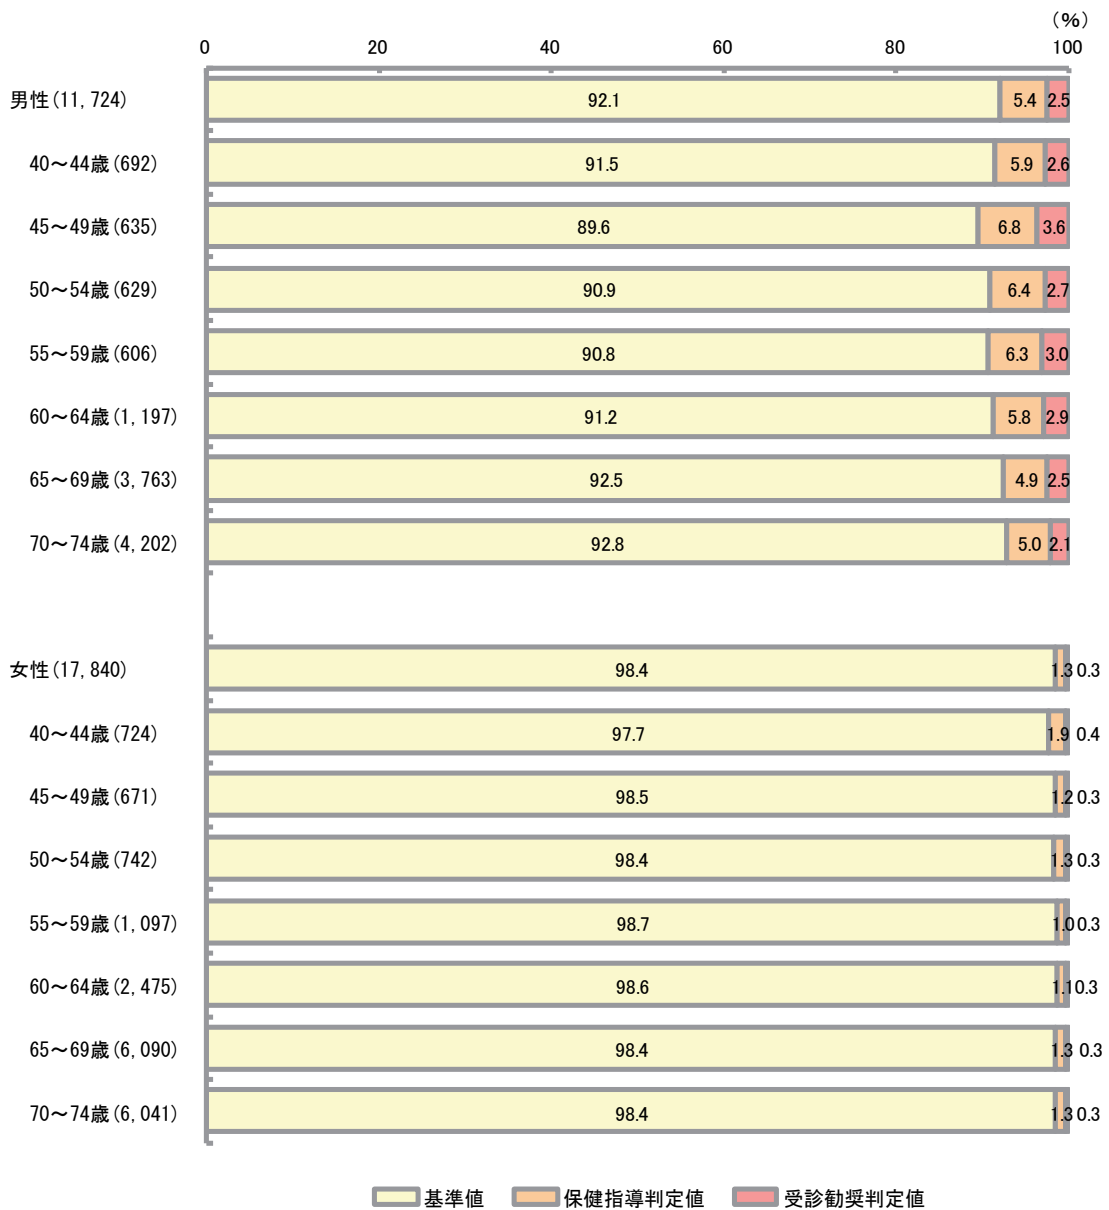 (%)
0 20 40 60 80 100
男性(11,724) 92.1 5.4 2.5
40～44歳(692) 91.5 5.9 2.6
45～49歳(635) 89.6 6.8 3.6
50～54歳(629) 90.9 6.4 2.7
55～59歳(606) 90.8 6.3 3.0
60～64歳(1,197) 91.2 5.8 2.9
65～69歳(3,763) 92.5 4.9 2.5
70～74歳(4,202) 92.8 5.0 2.1
女性(17,840) 98.4 1.3 0.3
40～44歳(724) 97.7 1.9 0.4
45～49歳(671) 98.5 1.2 0.3
50～54歳(742) 98.4 1.3 0.3
55～59歳(1,097) 98.7 1.0 0.3
60～64歳(2,475) 98.6 1.1 0.3
65～69歳(6,090) 98.4 1.3 0.3
70～74歳(6,041) 98.4 1.3 0.3
基準値 保健指導判定値 受診勧奨判定値